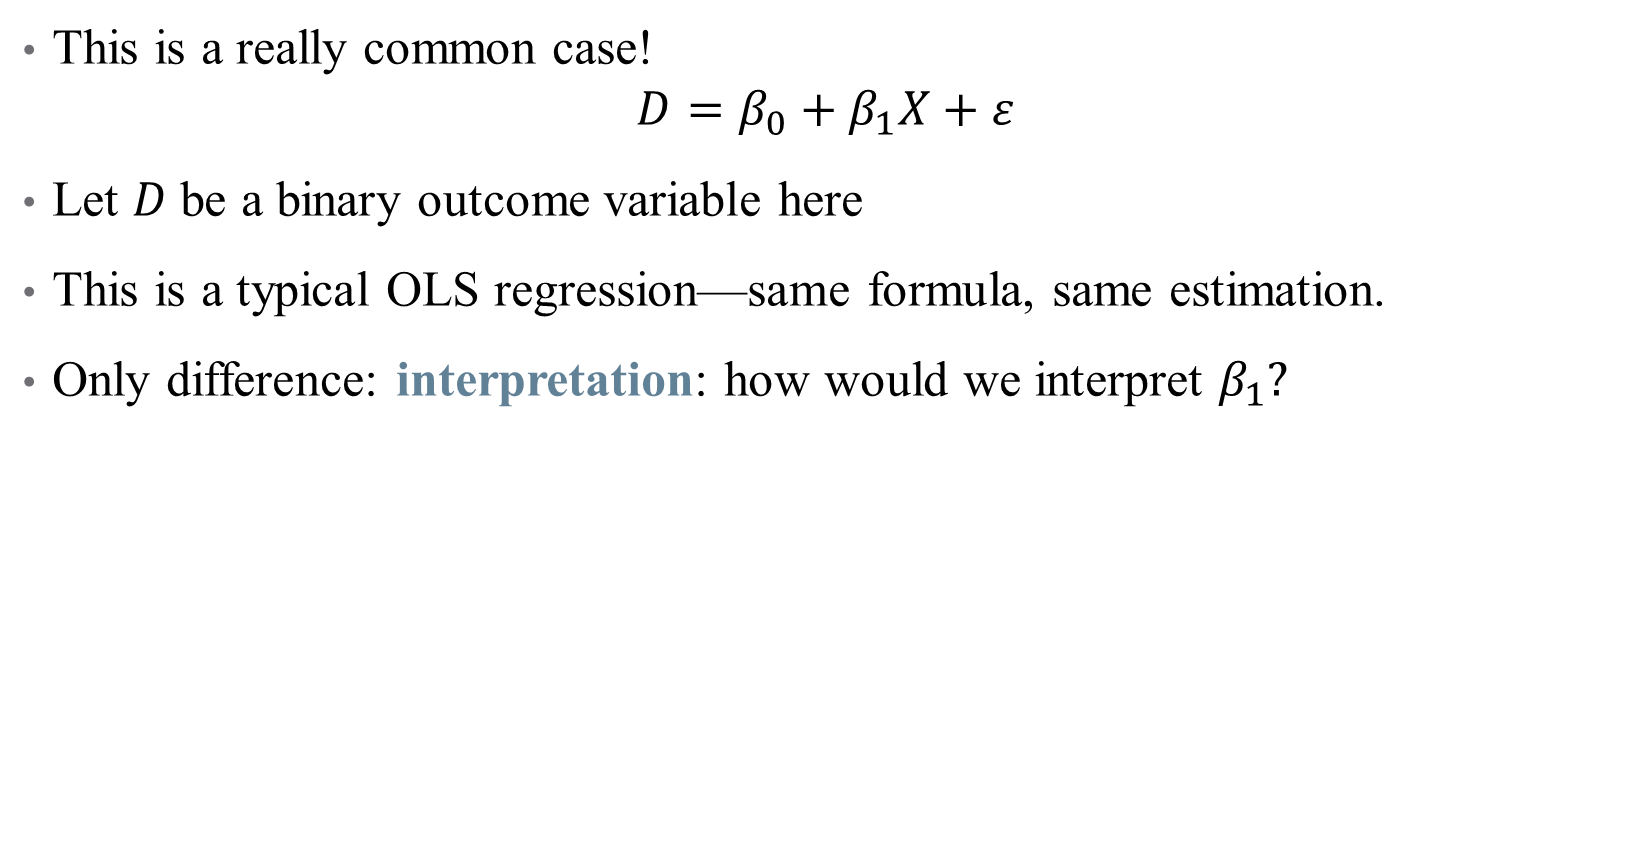 • This is a really common case!
D = β₀ + β₁X + ε
• Let D be a binary outcome variable here
• This is a typical OLS regression—same formula, same estimation.
• Only difference: interpretation: how would we interpret β₁?